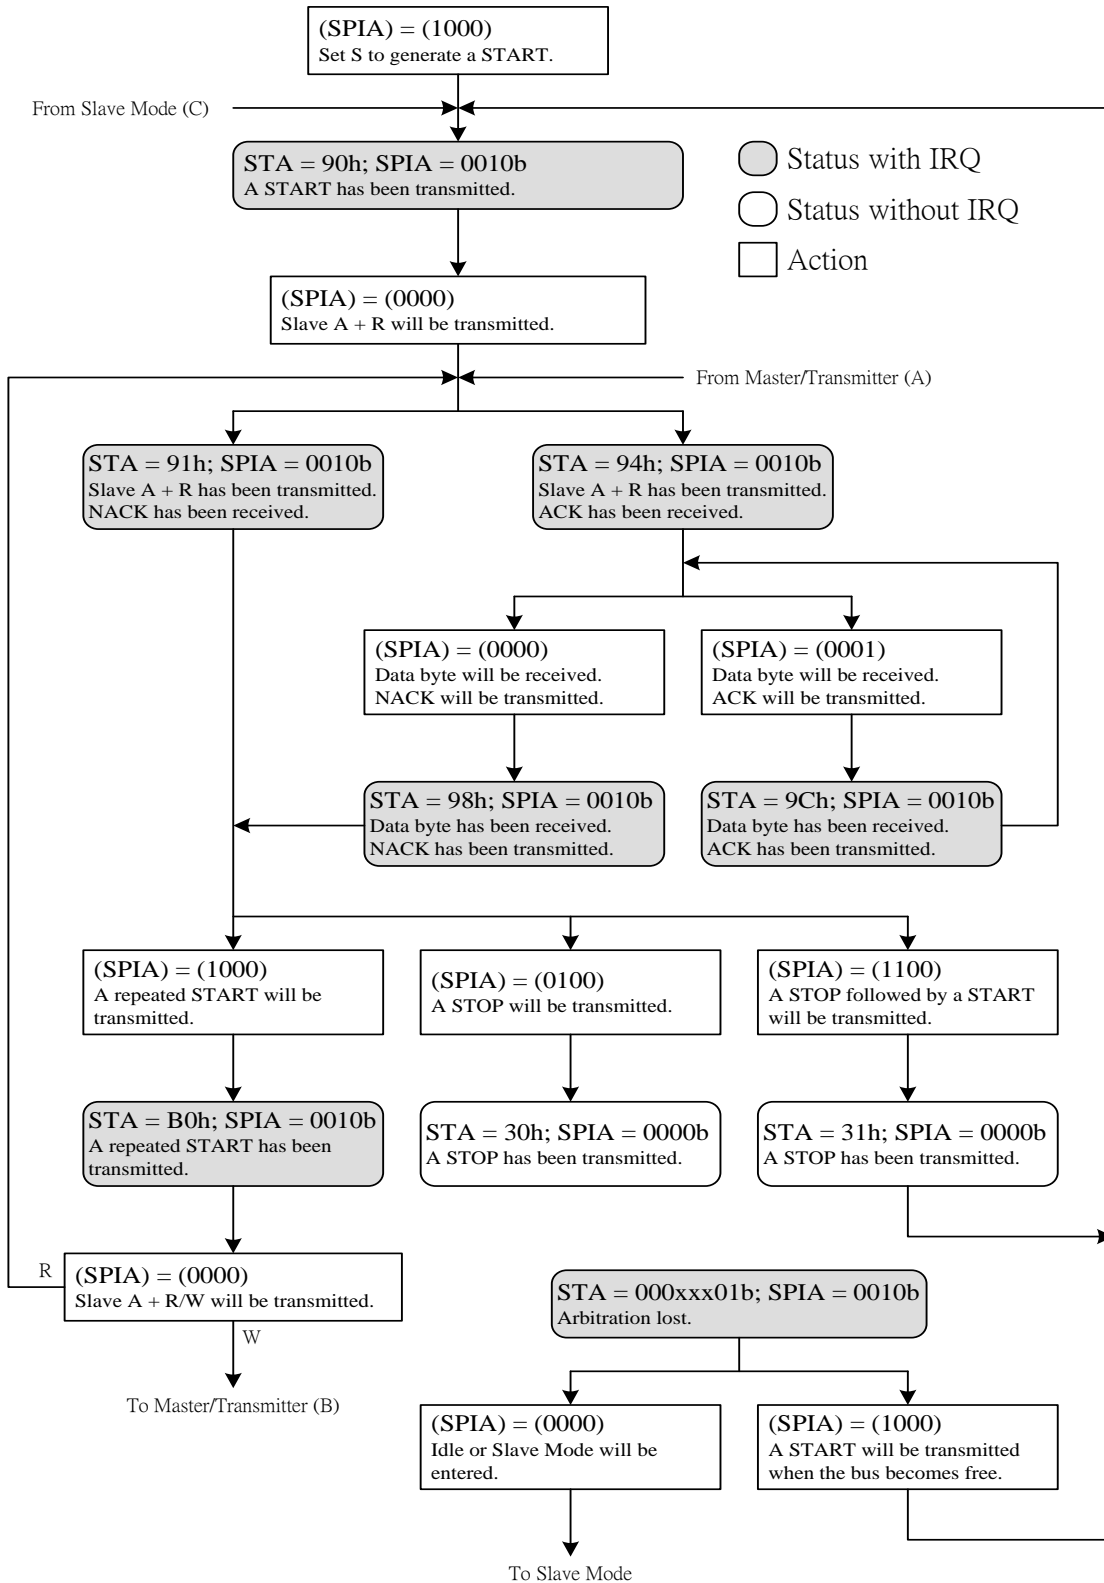 (SPIA) = (1000)
Set S to generate a START.
From Slave Mode (C)
STA = 90h; SPIA = 0010b
A START has been transmitted.
Status with IRQ
Status without IRQ
Action
(SPIA) = (0000)
Slave A + R will be transmitted.
From Master/Transmitter (A)
STA = 91h; SPIA = 0010b
Slave A + R has been transmitted.
NACK has been received.
STA = 94h; SPIA = 0010b
Slave A + R has been transmitted.
ACK has been received.
(SPIA) = (0000)
Data byte will be received.
NACK will be transmitted.
(SPIA) = (0001)
Data byte will be received.
ACK will be transmitted.
STA = 98h; SPIA = 0010b
Data byte has been received.
NACK has been transmitted.
STA = 9Ch; SPIA = 0010b
Data byte has been received.
ACK has been transmitted.
(SPIA) = (1000)
A repeated START will be
transmitted.
(SPIA) = (0100)
A STOP will be transmitted.
(SPIA) = (1100)
A STOP followed by a START
will be transmitted.
STA = B0h; SPIA = 0010b
A repeated START has been
transmitted.
STA = 30h; SPIA = 0000b
A STOP has been transmitted.
STA = 31h; SPIA = 0000b
A STOP has been transmitted.
R
(SPIA) = (0000)
Slave A + R/W will be transmitted.
W
To Master/Transmitter (B)
STA = 000xxx01b; SPIA = 0010b
Arbitration lost.
(SPIA) = (0000)
Idle or Slave Mode will be
entered.
(SPIA) = (1000)
A START will be transmitted
when the bus becomes free.
To Slave Mode